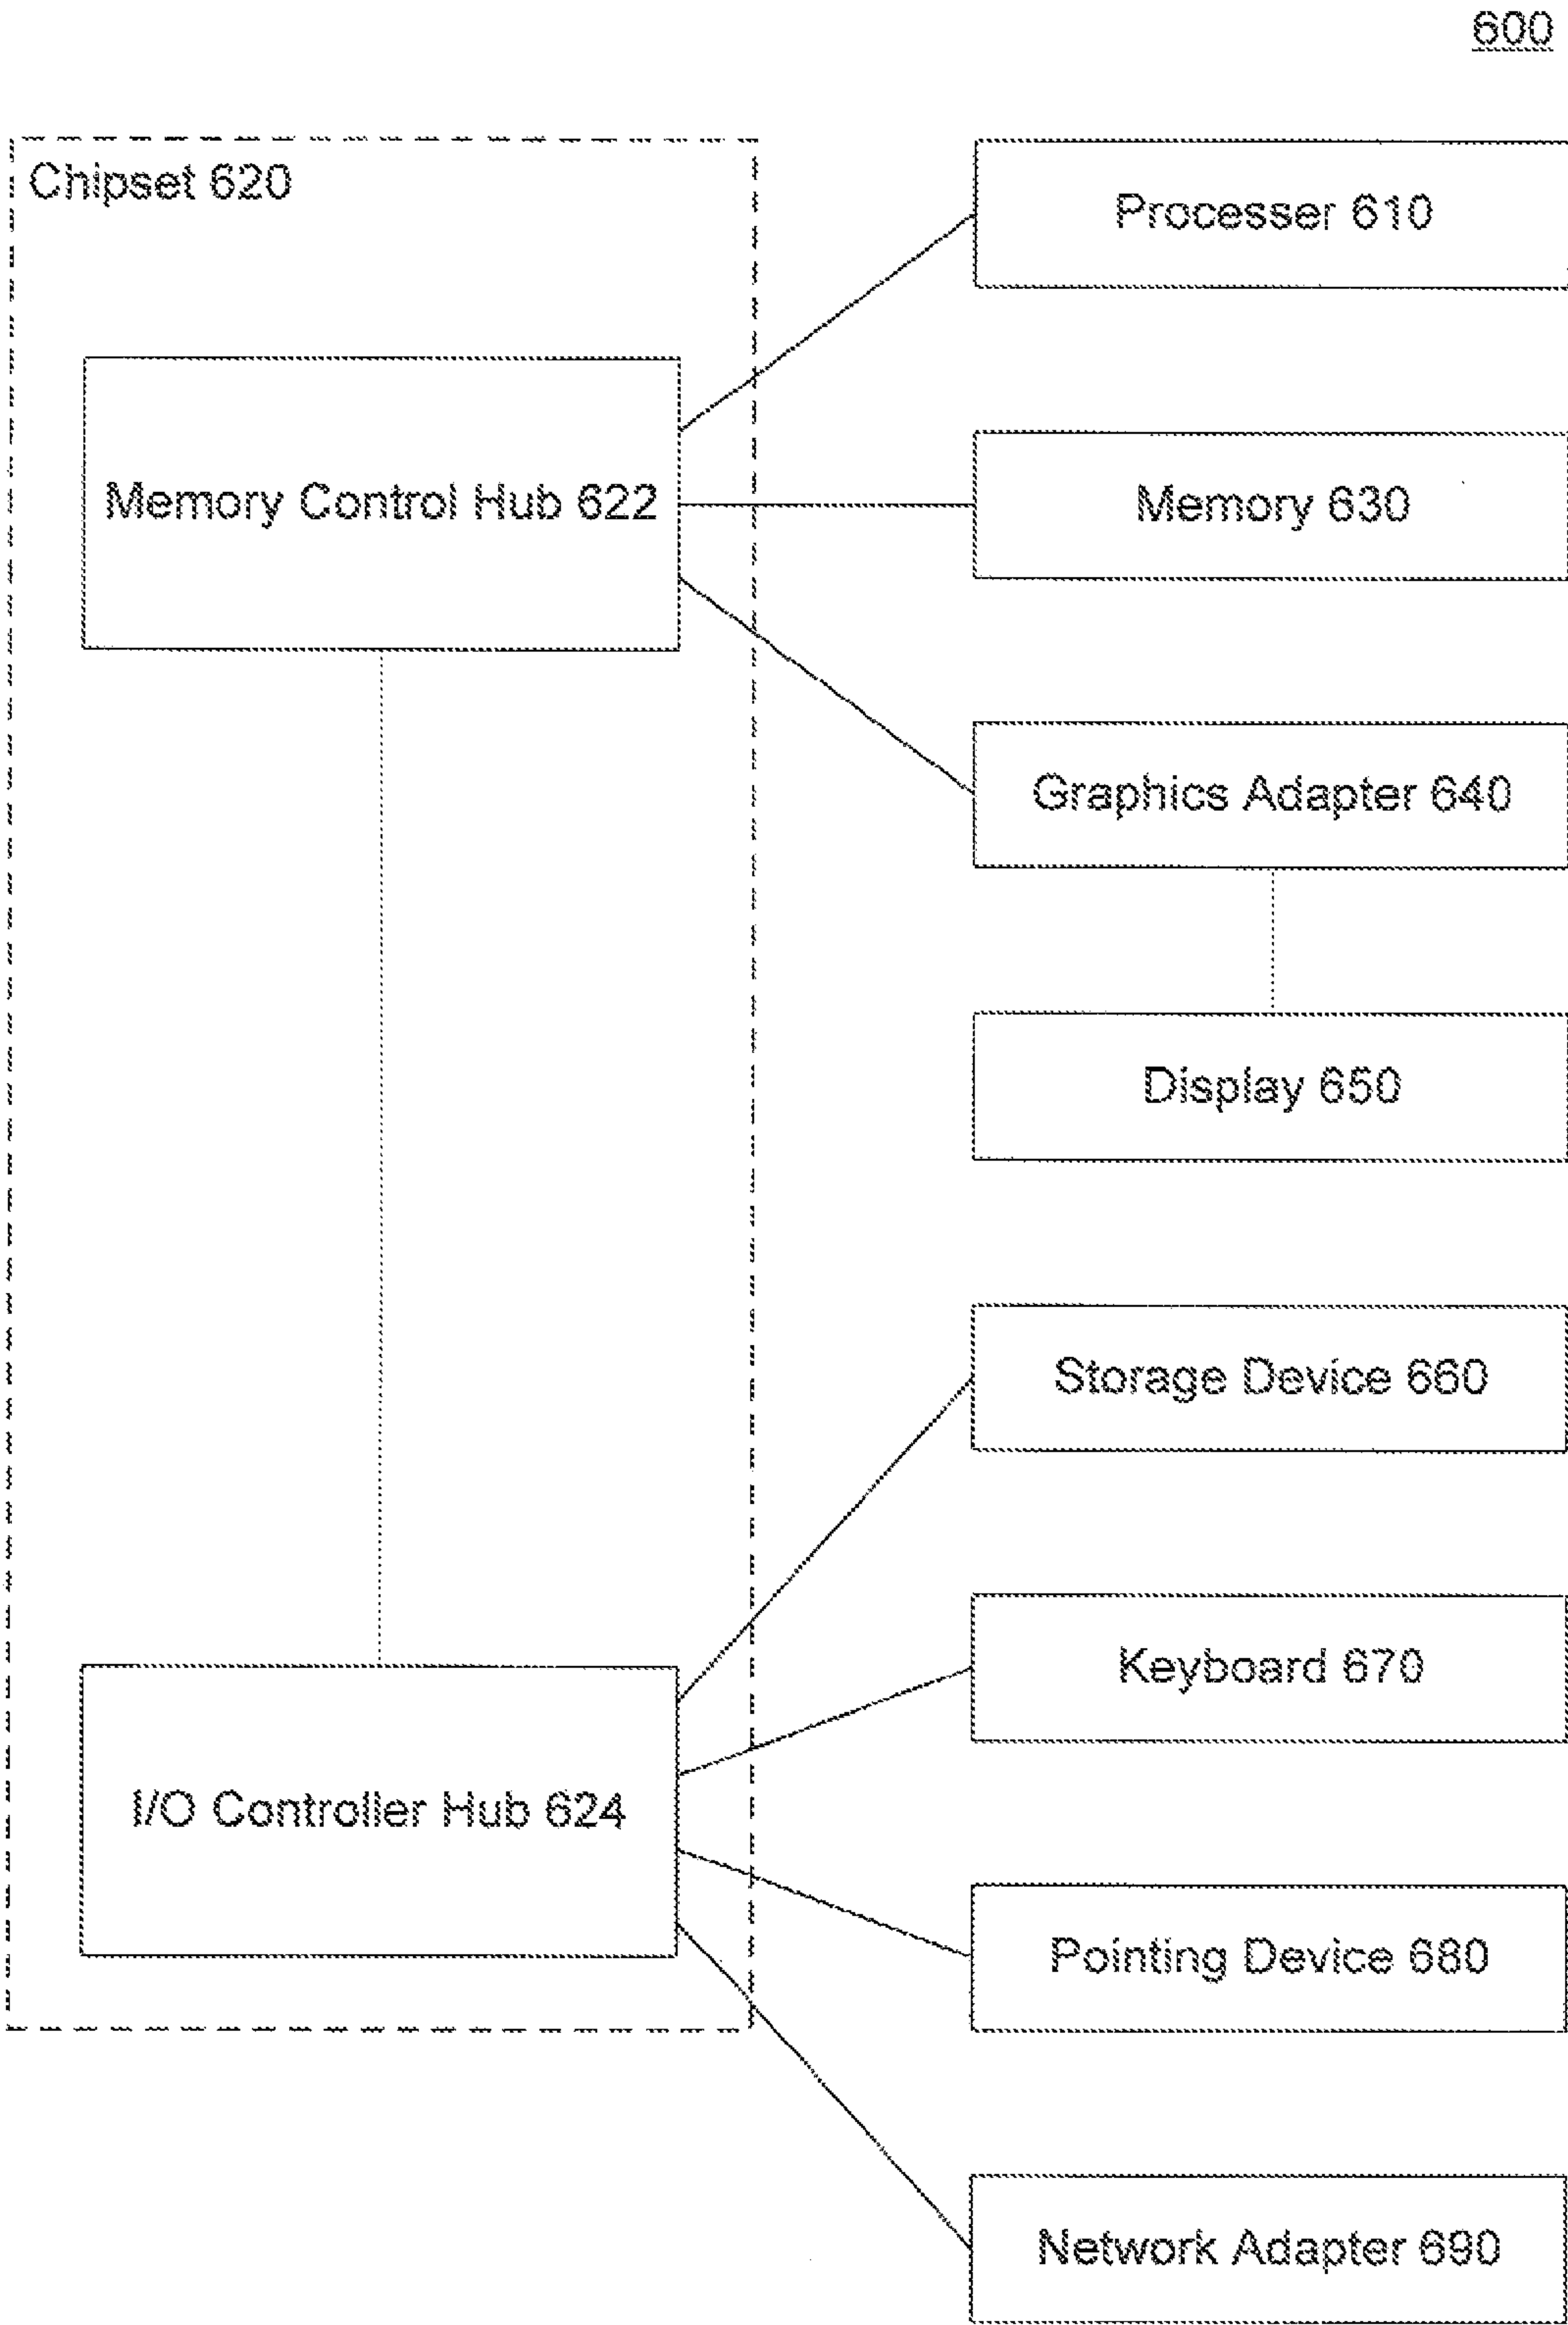 600
Chipset 620
Processer 610
Memory Control Hub 622
Memory 630
Graphics Adapter 640
Display 650
Storage Device 660
Keyboard 670
I/O Controller Hub 624
Pointing Device 680
Network Adapter 690